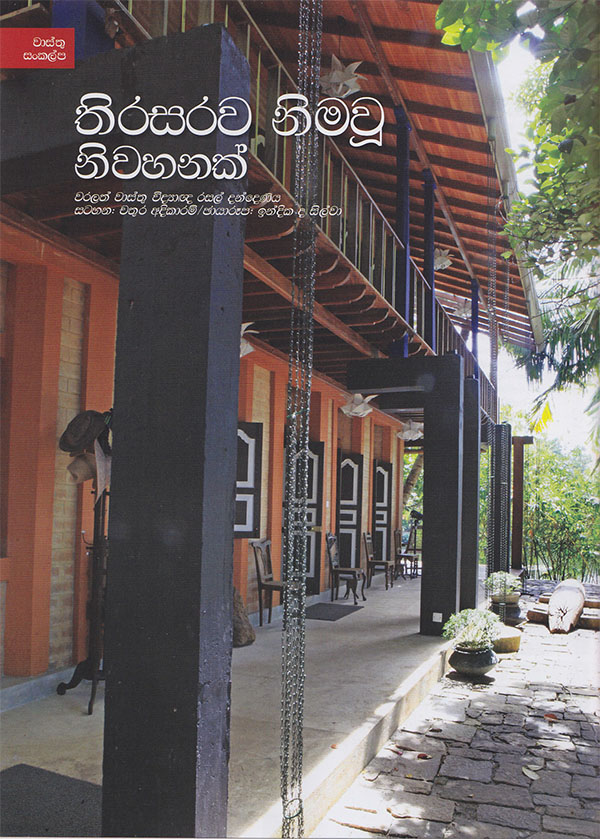 වාස්තු
සංකල්ප
තිරසරව නිමවූ
නිවහනක්
වරලත් වාස්තු විද්‍යාඥ රසල් දන්දෙණිය
සටහන: චතුර අදිකාරම්/ඡායාරූප: ඉන්දික ද සිල්වා